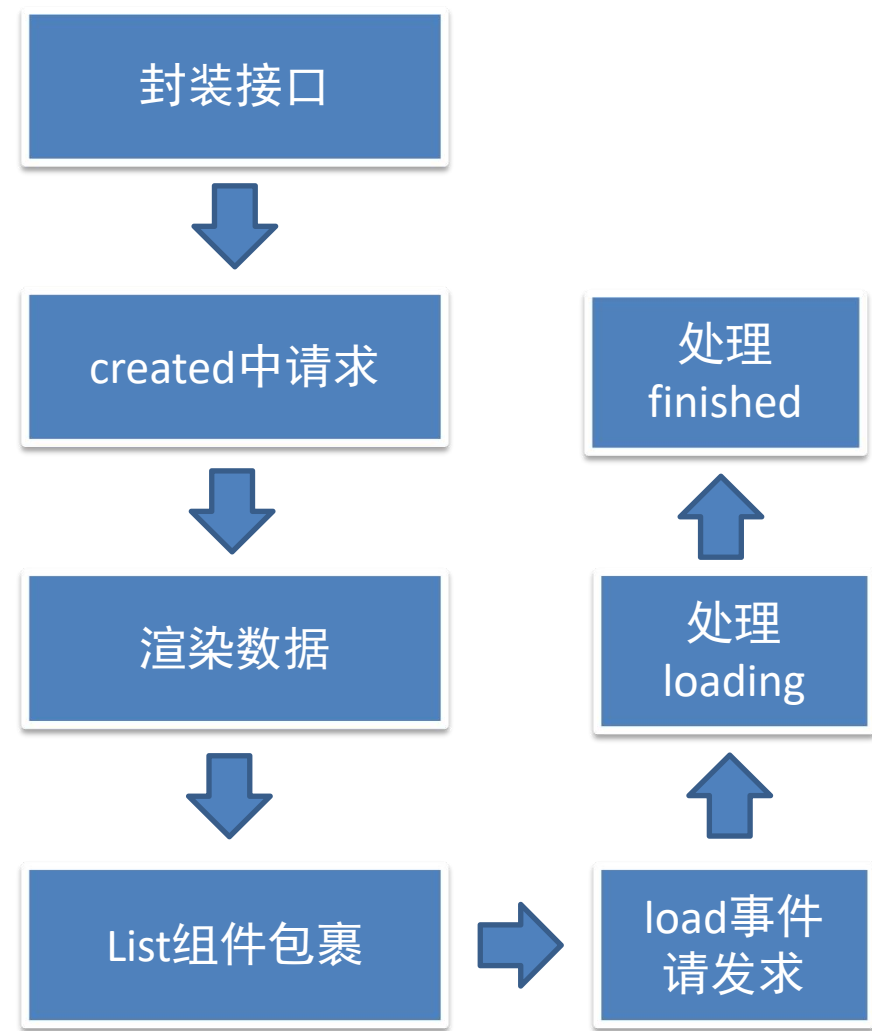 封装接口
created中请求
渲染数据
List组件包裹
load事件
请发求
处理
loading
处理
finished